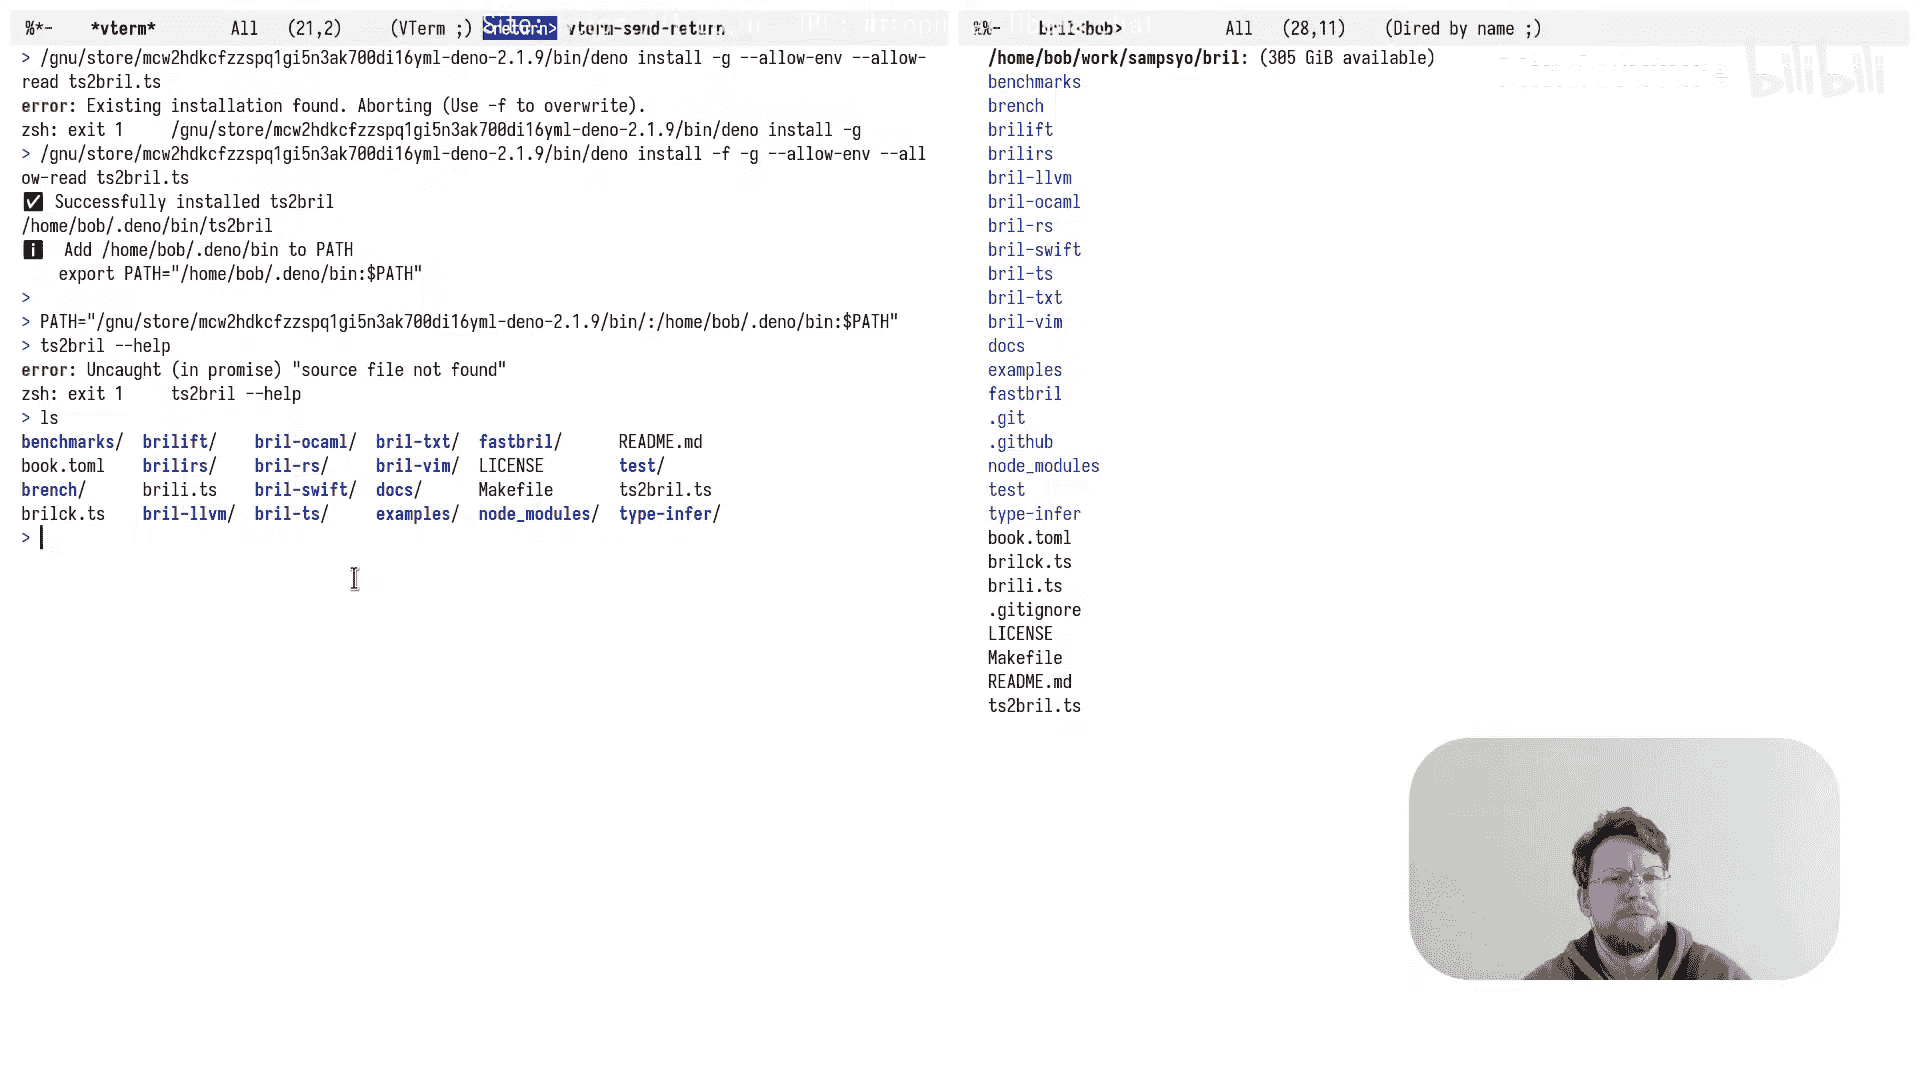 %*-    *vterm*        All   (21,2)     (VTerm ;) <return> vterm-send-return
> /gnu/store/mcw2hdkcfzzspq1gi5n3ak700di16yml-deno-2.1.9/bin/deno install -g --allow-env --allow-
read ts2bril.ts
error: Existing installation found. Aborting (Use -f to overwrite).
zsh: exit 1     /gnu/store/mcw2hdkcfzzspq1gi5n3ak700di16yml-deno-2.1.9/bin/deno install -g
> /gnu/store/mcw2hdkcfzzspq1gi5n3ak700di16yml-deno-2.1.9/bin/deno install -f -g --allow-env --all
ow-read ts2bril.ts
✅ Successfully installed ts2bril
/home/bob/.deno/bin/ts2bril
ℹ️  Add /home/bob/.deno/bin to PATH
    export PATH="/home/bob/.deno/bin:$PATH"
>
> PATH="/gnu/store/mcw2hdkcfzzspq1gi5n3ak700di16yml-deno-2.1.9/bin/:/home/bob/.deno/bin:$PATH"
> ts2bril --help
error: Uncaught (in promise) "source file not found"
zsh: exit 1     ts2bril --help
> ls
benchmarks/  brilift/    bril-ocaml/  bril-txt/  fastbril/      README.md
book.toml    brilirs/    bril-rs/     bril-vim/  LICENSE        test/
brench/      brili.ts    bril-swift/  docs/      Makefile       ts2bril.ts
brilck.ts    bril-llvm/  bril-ts/     examples/  node_modules/  type-infer/
>
%%-    bril<bob>           All   (28,11)    (Dired by name ;)
/home/bob/work/sampsyo/bril: (305 GiB available)
benchmarks
brench
brilift
brilirs
bril-llvm
bril-ocaml
bril-rs
bril-swift
bril-ts
bril-txt
bril-vim
docs
examples
fastbril
.git
.github
node_modules
test
type-infer
book.toml
brilck.ts
brili.ts
.gitignore
LICENSE
Makefile
README.md
ts2bril.ts
bilibili